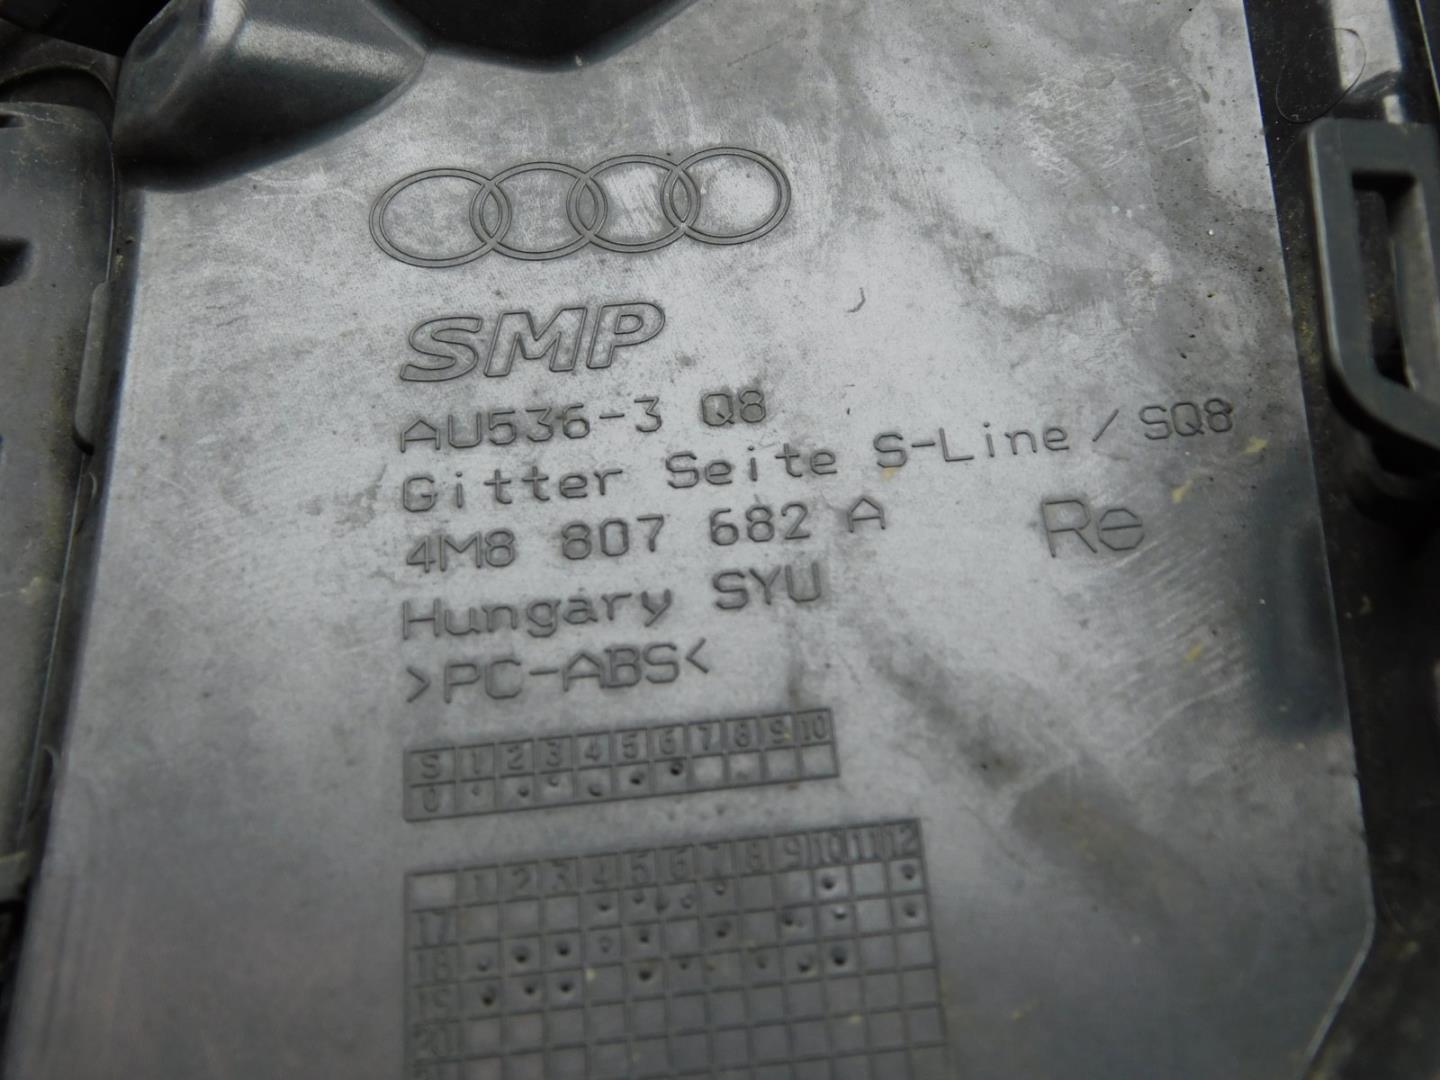 SMP
AU536-3 Q8
Gitter Seite S-Line / SQ8
4M8 807 682 A
Re
Hungary SYU
>PC-ABS<
S 1 2 3 4 5 6 7 8 9 10
0
1 2 3 4 5 6 7 8 9 10 11 12
17
18
19
20